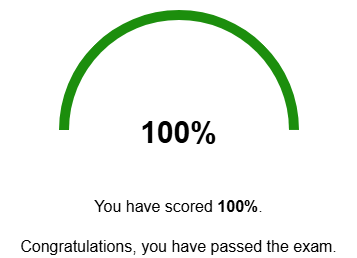 100%
You have scored 100%.
Congratulations, you have passed the exam.